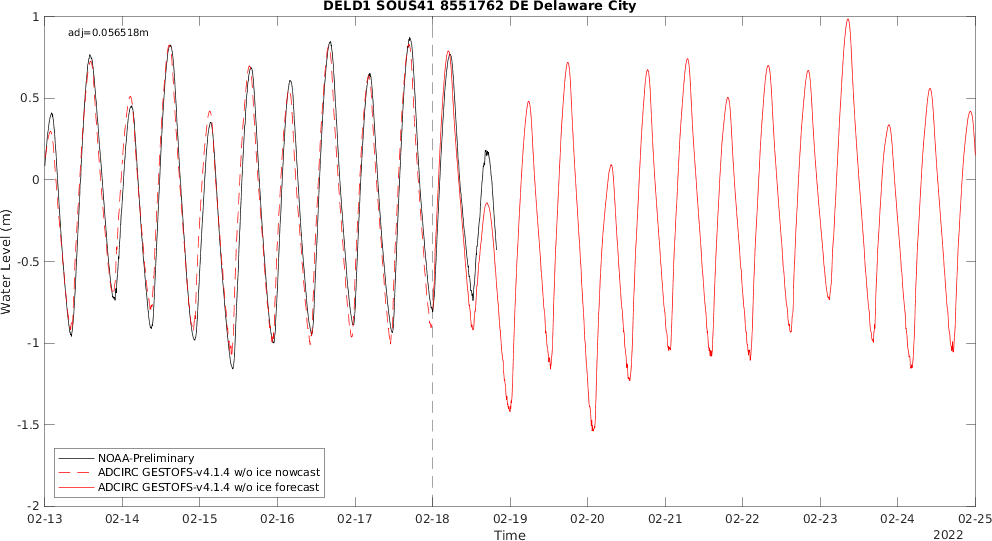 DELD1 SOUS41 8551762 DE Delaware City
adj=0.056518m
1
0.5
0
-0.5
-1
-1.5
-2
Water Level (m)
NOAA-Preliminary
ADCIRC GESTOFS-v4.1.4 w/o ice nowcast
ADCIRC GESTOFS-v4.1.4 w/o ice forecast
02-13 02-14 02-15 02-16 02-17 02-18 02-19 02-20 02-21 02-22 02-23 02-24 02-25
Time
2022